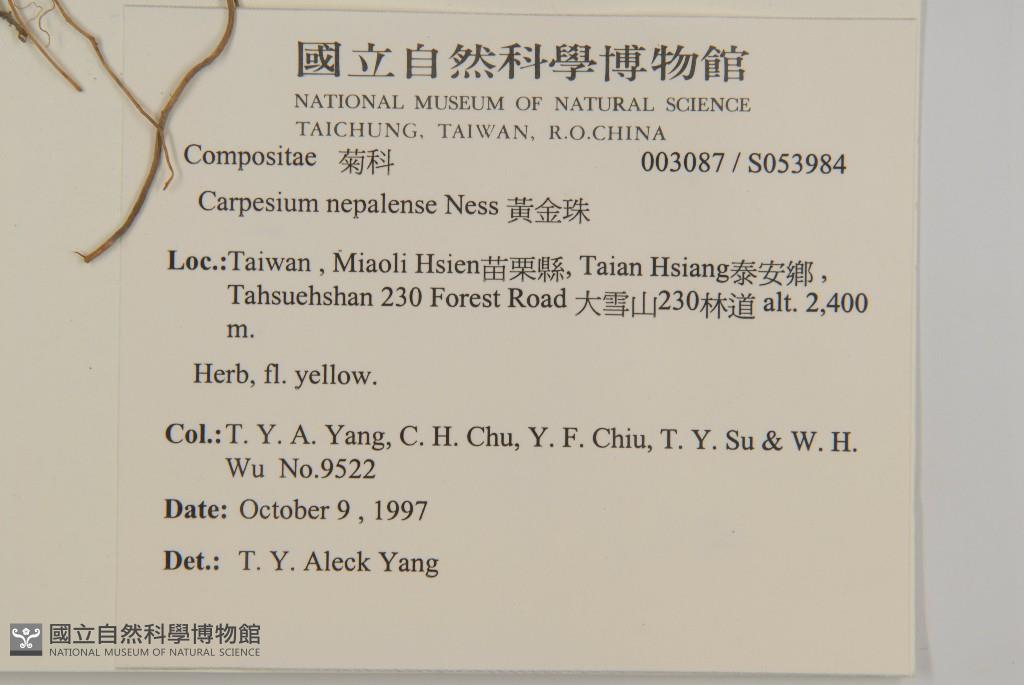 國立自然科學博物館
NATIONAL MUSEUM OF NATURAL SCIENCE
TAICHUNG, TAIWAN, R.O.CHINA
Compositae 菊科 003087 / S053984
Carpesium nepalense Ness 黃金珠
Loc.:Taiwan , Miaoli Hsien苗栗縣, Taian Hsiang泰安鄉 ,
Tahsuehshan 230 Forest Road 大雪山230林道 alt. 2,400
m.
Herb, fl. yellow.
Col.:T. Y. A. Yang, C. H. Chu, Y. F. Chiu, T. Y. Su & W. H.
Wu No.9522
Date: October 9 , 1997
Det.: T. Y. Aleck Yang
國立自然科學博物館
NATIONAL MUSEUM OF NATURAL SCIENCE